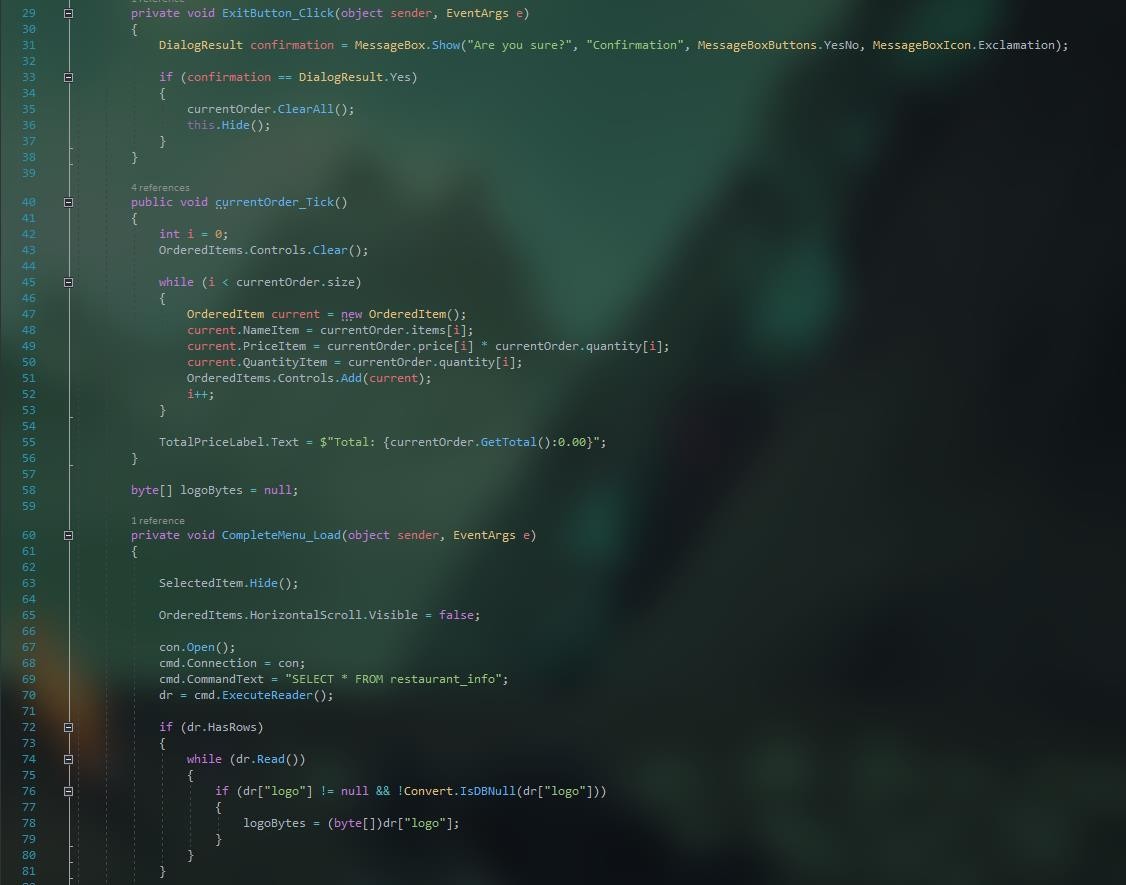 1 reference
29 private void ExitButton_Click(object sender, EventArgs e)
30 {
31 DialogResult confirmation = MessageBox.Show("Are you sure?", "Confirmation", MessageBoxButtons.YesNo, MessageBoxIcon.Exclamation);
32
33 if (confirmation == DialogResult.Yes)
34 {
35 currentOrder.ClearAll();
36 this.Hide();
37 }
38 }
39
4 references
40 public void currentOrder_Tick()
41 {
42 int i = 0;
43 OrderedItems.Controls.Clear();
44
45 while (i < currentOrder.size)
46 {
47 OrderedItem current = new OrderedItem();
48 current.NameItem = currentOrder.items[i];
49 current.PriceItem = currentOrder.price[i] * currentOrder.quantity[i];
50 current.QuantityItem = currentOrder.quantity[i];
51 OrderedItems.Controls.Add(current);
52 i++;
53 }
54
55 TotalPriceLabel.Text = $"Total: {currentOrder.GetTotal():0.00}";
56 }
57
58 byte[] logoBytes = null;
59
1 reference
60 private void CompleteMenu_Load(object sender, EventArgs e)
61 {
62
63 SelectedItem.Hide();
64
65 OrderedItems.HorizontalScroll.Visible = false;
66
67 con.Open();
68 cmd.Connection = con;
69 cmd.CommandText = "SELECT * FROM restaurant_info";
70 dr = cmd.ExecuteReader();
71
72 if (dr.HasRows)
73 {
74 while (dr.Read())
75 {
76 if (dr["logo"] != null && !Convert.IsDBNull(dr["logo"]))
77 {
78 logoBytes = (byte[])dr["logo"];
79 }
80 }
81 }